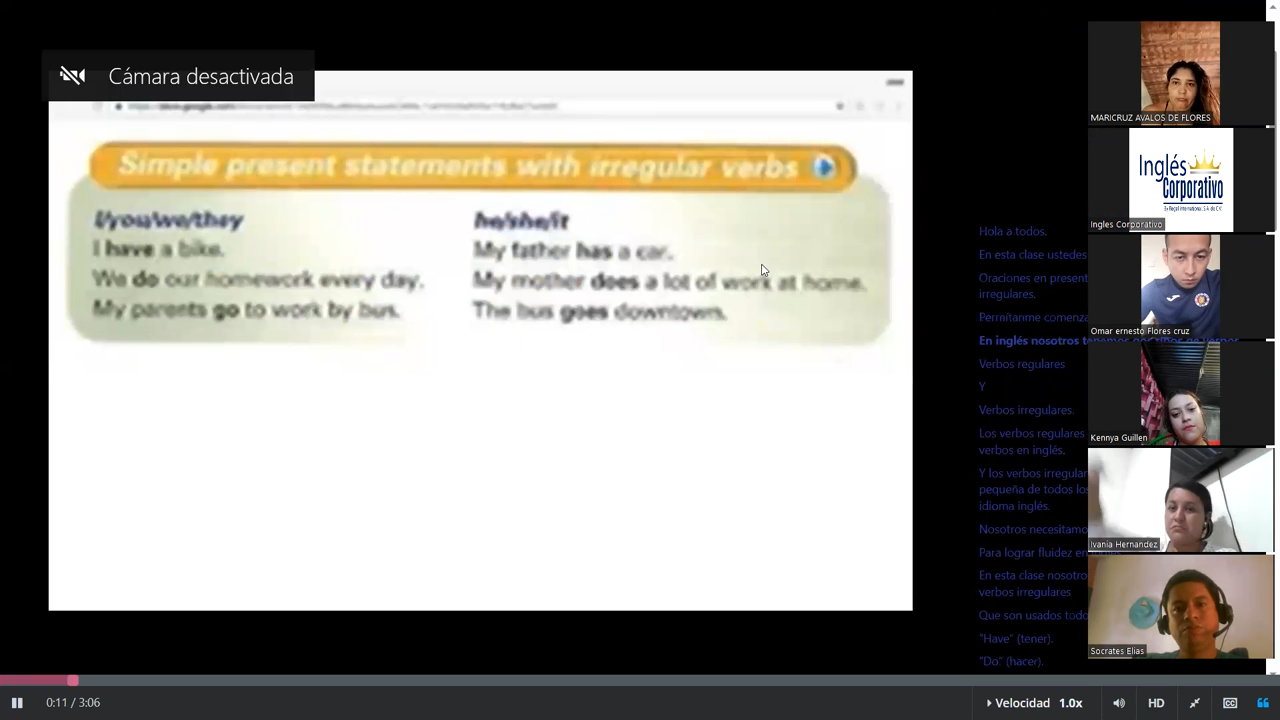 Cámara desactivada
Simple present statements with irregular verbs
I/you/we/they
I have a bike.
We do our homework every day.
My parents go to work by bus.
he/she/it
My father has a car.
My mother does a lot of work at home.
The bus goes downtown.
Hola a todos.
En esta clase ustedes
Oraciones en present
irregulares.
Permítanme comenza
En inglés nosotros
Verbos regulares
Y
Verbos irregulares.
Los verbos regulares
verbos en inglés.
Y los verbos irregular
pequeña de todos los
idioma inglés.
Nosotros necesitamo
Para lograr fluidez en
En esta clase nosotro
verbos irregulares
Que son usados todo
"Have" (tener).
"Do." (hacer).
MARICRUZ AVALOS DE FLORES
Inglés
Corporativo
Ingles Corporativo
Omar ernesto Flores cruz
Kennya Guillen
Ivania Hernandez
Socrates Elias
0:11 / 3:06
Velocidad 1.0x
HD
CC